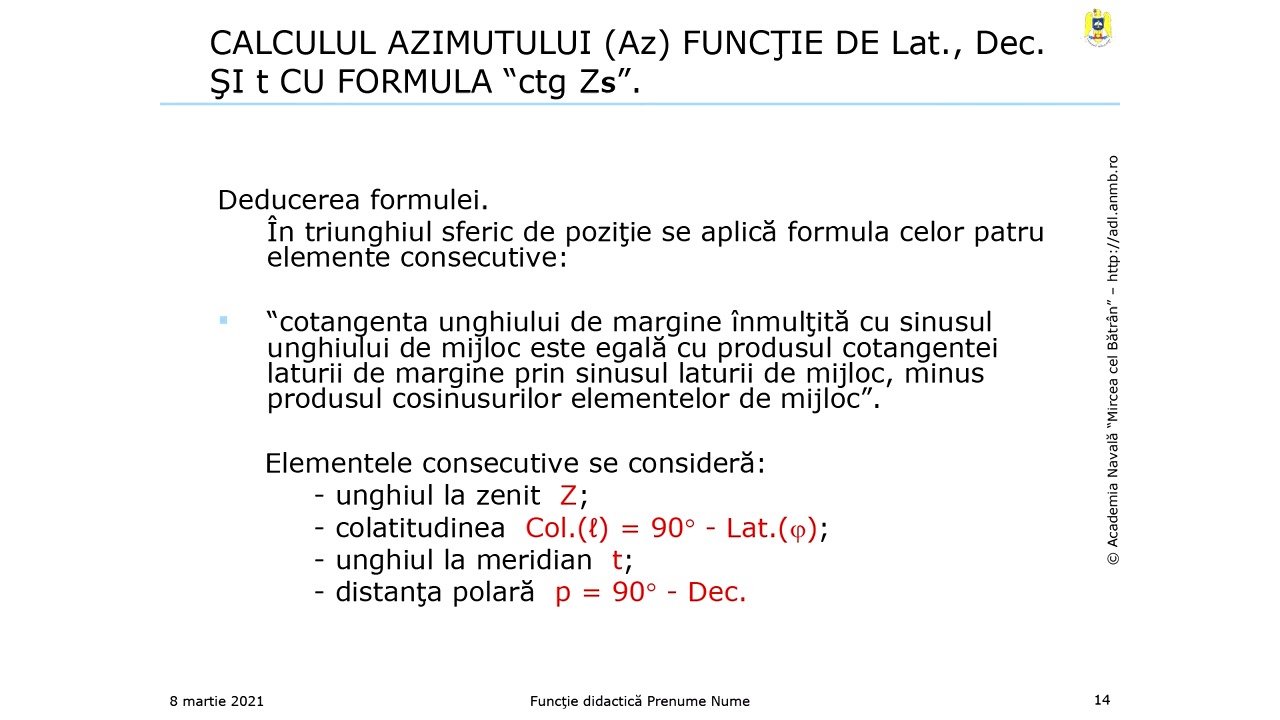 CALCULUL AZIMUTULUI (Az) FUNCŢIE DE Lat., Dec.
ŞI t CU FORMULA “ctg Zs”.
Deducerea formulei.
În triunghiul sferic de poziţie se aplică formula celor patru
elemente consecutive:
▪ “cotangenta unghiului de margine înmulţită cu sinusul
unghiului de mijloc este egală cu produsul cotangentei
laturii de margine prin sinusul laturii de mijloc, minus
produsul cosinusurilor elementelor de mijloc”.
Elementele consecutive se consideră:
- unghiul la zenit Z;
- colatitudinea Col.(ℓ) = 90° - Lat.(φ);
- unghiul la meridian t;
- distanţa polară p = 90° - Dec.
© Academia Navală “Mircea cel Bătrân” – http://adl.anmb.ro
8 martie 2021
Funcţie didactică Prenume Nume
14